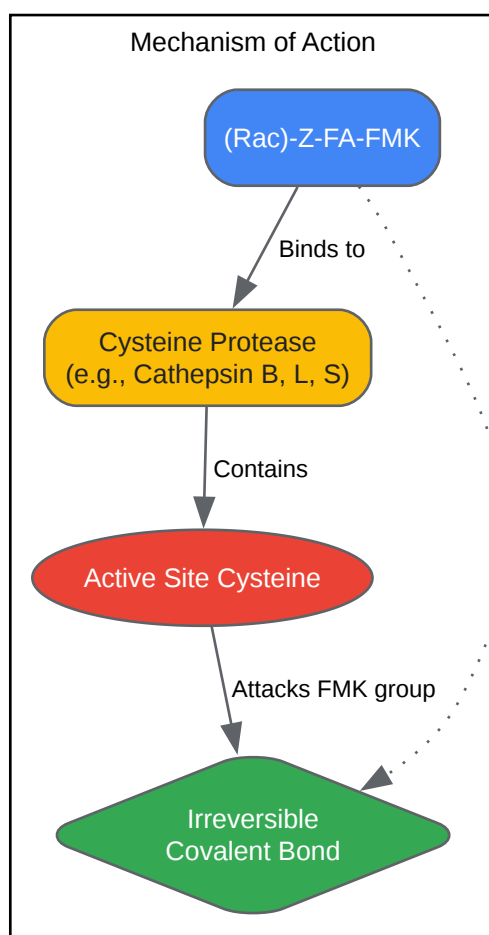 Mechanism of Action
(Rac)-Z-FA-FMK
Binds to
Cysteine Protease
(e.g., Cathepsin B, L, S)
Contains
Active Site Cysteine
Attacks FMK group
Irreversible
Covalent Bond